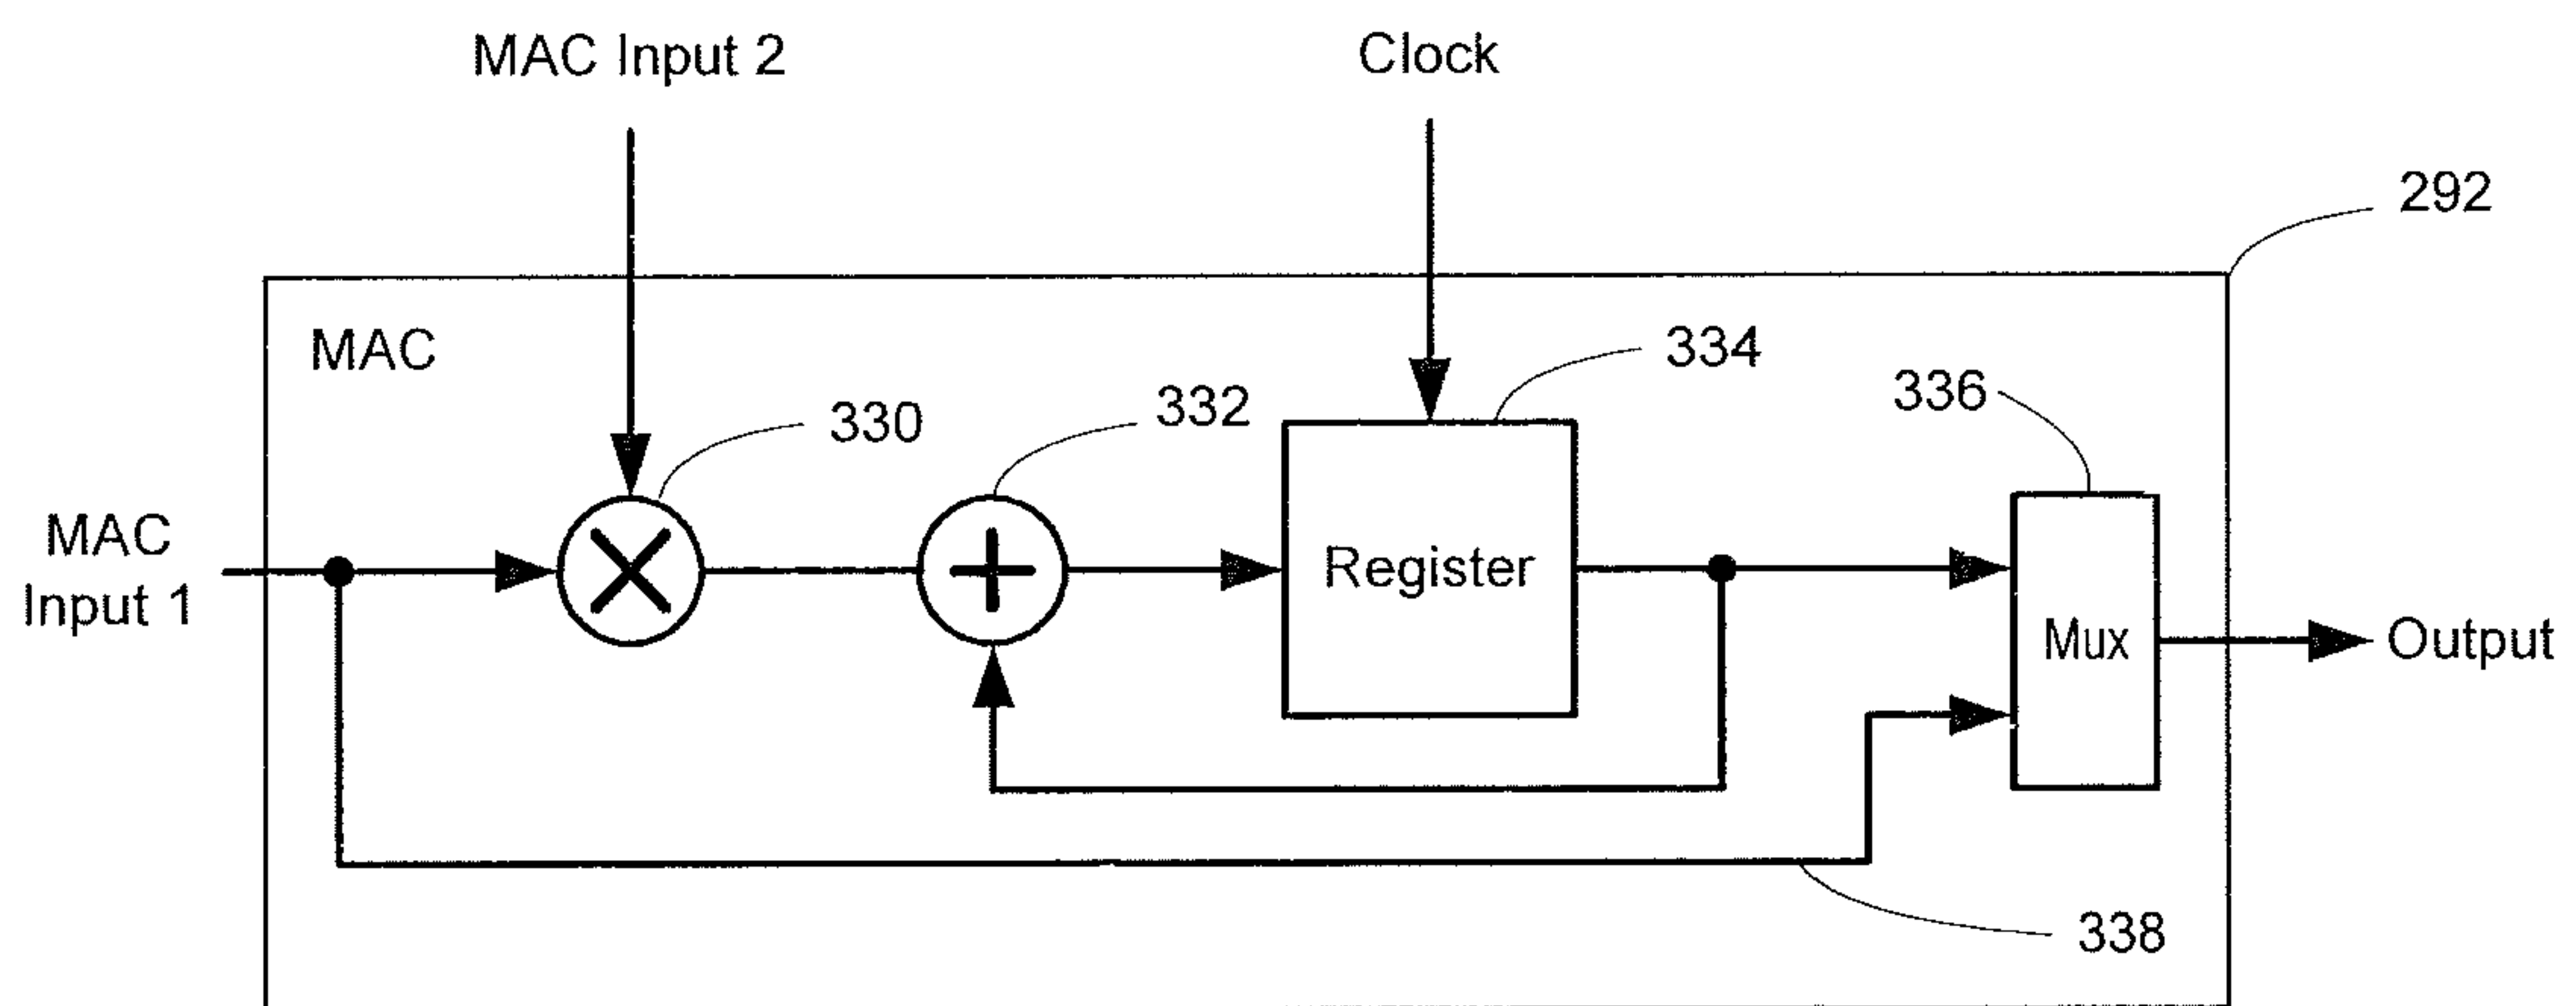 MAC Input 2
Clock
292
MAC
334
336
332
330
MAC
Input 1
Register
Mux
Output
338